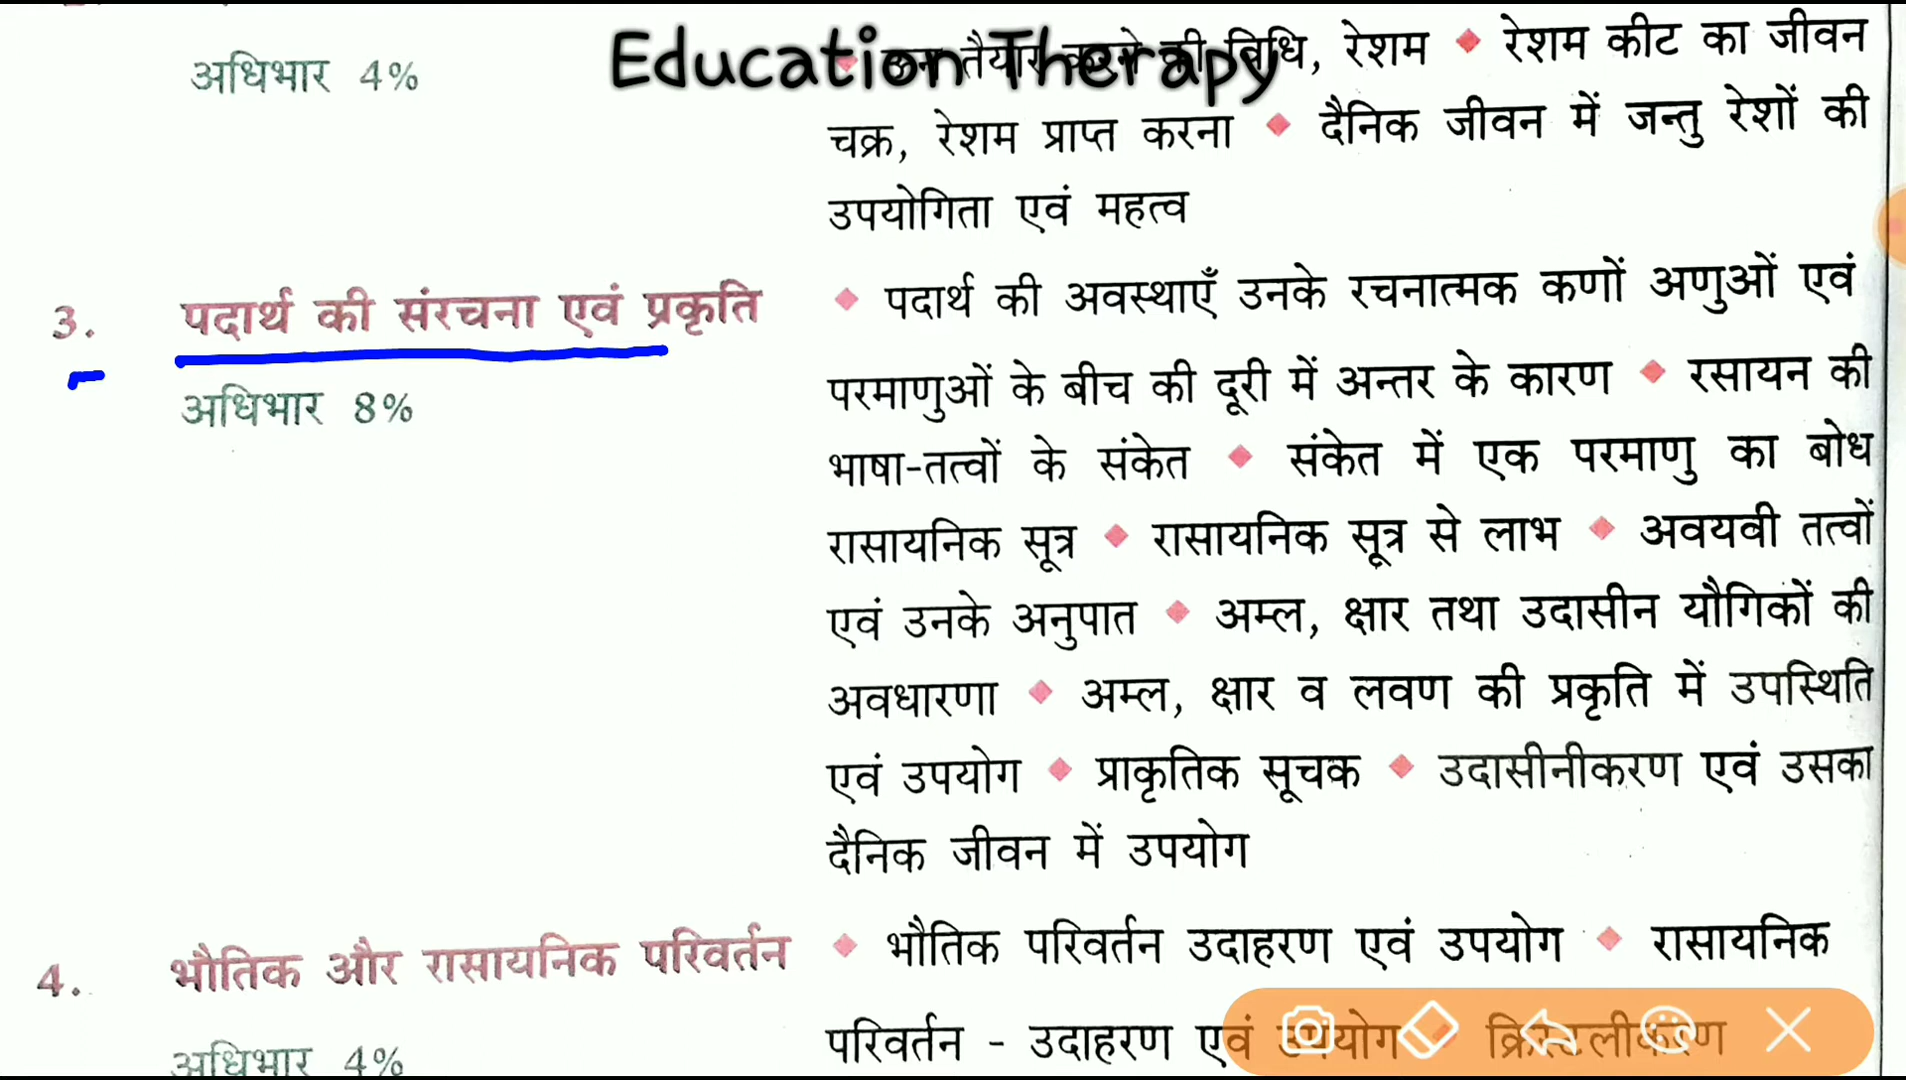 Education Therapy
अधिभार 4%
तैयार करने की विधि, रेशम ♦ रेशम कीट का जीवन
चक्र, रेशम प्राप्त करना ♦ दैनिक जीवन में जन्तु रेशों की
उपयोगिता एवं महत्व
3. पदार्थ की संरचना एवं प्रकृति
अधिभार 8%
♦ पदार्थ की अवस्थाएँ उनके रचनात्मक कणों अणुओं एवं
परमाणुओं के बीच की दूरी में अन्तर के कारण ♦ रसायन की
भाषा-तत्वों के संकेत ♦ संकेत में एक परमाणु का बोध
रासायनिक सूत्र ♦ रासायनिक सूत्र से लाभ ♦ अवयवी तत्वों
एवं उनके अनुपात ♦ अम्ल, क्षार तथा उदासीन यौगिकों की
अवधारणा ♦ अम्ल, क्षार व लवण की प्रकृति में उपस्थिति
एवं उपयोग ♦ प्राकृतिक सूचक ♦ उदासीनीकरण एवं उसका
दैनिक जीवन में उपयोग
4. भौतिक और रासायनिक परिवर्तन
अधिभार 4%
♦ भौतिक परिवर्तन उदाहरण एवं उपयोग ♦ रासायनिक
परिवर्तन - उदाहरण एवं उपयोग क्रिस्टलीकरण